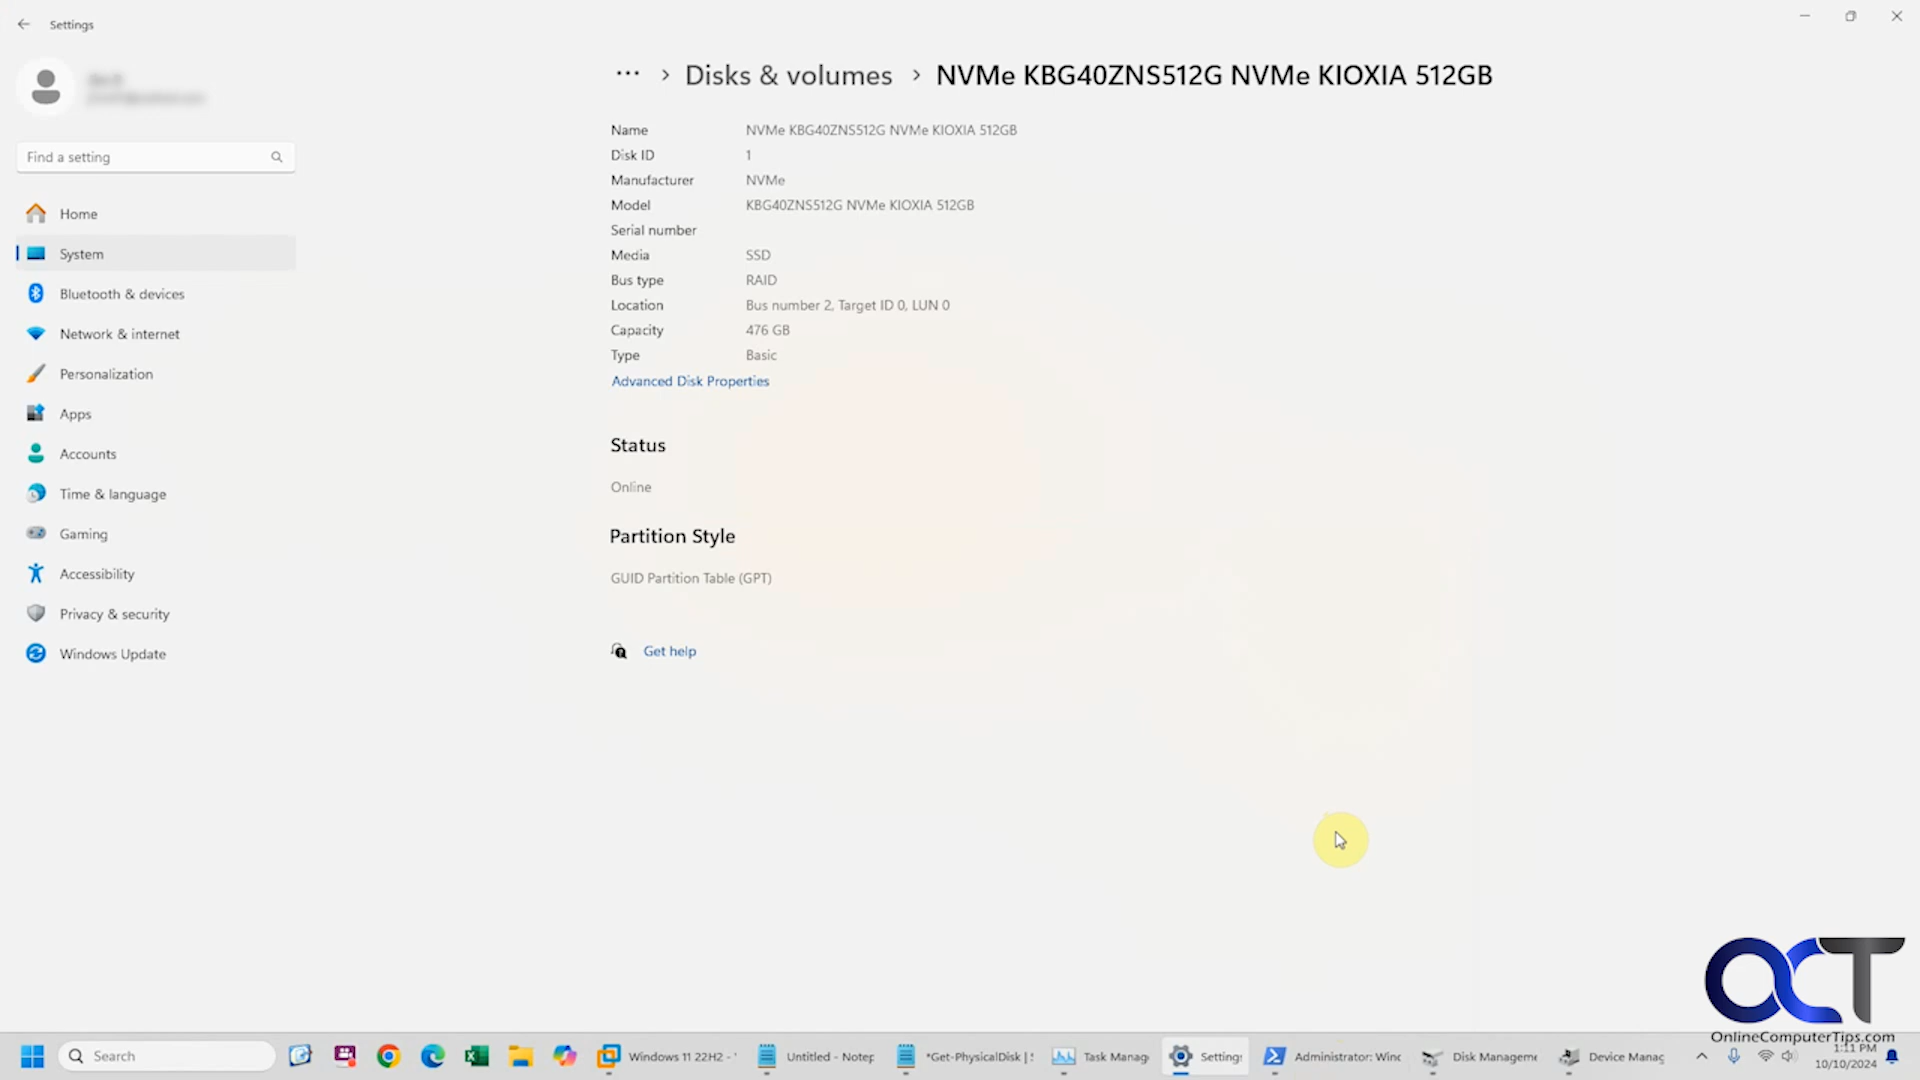 Settings
... > Disks & volumes > NVMe KBG40ZNS512G NVMe KIOXIA 512GB
Find a setting
Home
System
Bluetooth & devices
Network & internet
Personalization
Apps
Accounts
Time & language
Gaming
Accessibility
Privacy & security
Windows Update
Name NVMe KBG40ZNS512G NVMe KIOXIA 512GB
Disk ID 1
Manufacturer NVMe
Model KBG40ZNS512G NVMe KIOXIA 512GB
Serial number
Media SSD
Bus type RAID
Location Bus number 2, Target ID 0, LUN 0
Capacity 476 GB
Type Basic
Advanced Disk Properties
Status
Online
Partition Style
GUID Partition Table (GPT)
Get help
OCT
OnlineComputerTips.com
Search
Windows 11 22H2 -
Untitled - Notep
*Get-PhysicalDisk |
Task Manag
Settings
Administrator: Winc
Disk Manageme
Device Manag
1:11 PM
10/10/2024